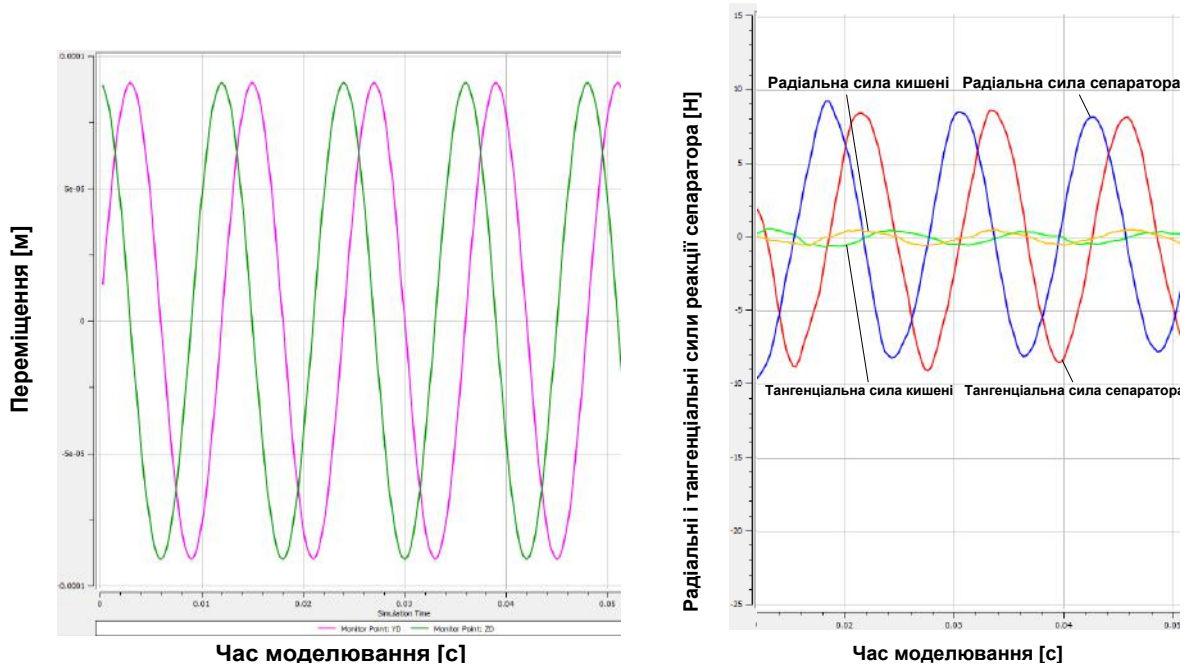 Переміщення [м]
0.0001
5e-05
0
-5e-05
-0.0001
0
0.01
0.02
0.03
0.04
0.05
Simulation Time
Monitor Point: YD
Monitor Point: ZD
Час моделювання [с]
Радіальні і тангенціальні сили реакції сепаратора [Н]
15
10
5
0
-5
-10
-15
-20
-25
Радіальна сила кишені
Радіальна сила сепаратора
Тангенціальна сила кишені
Тангенціальна сила сепаратора
0.02
0.03
0.04
0.05
Час моделювання [с]